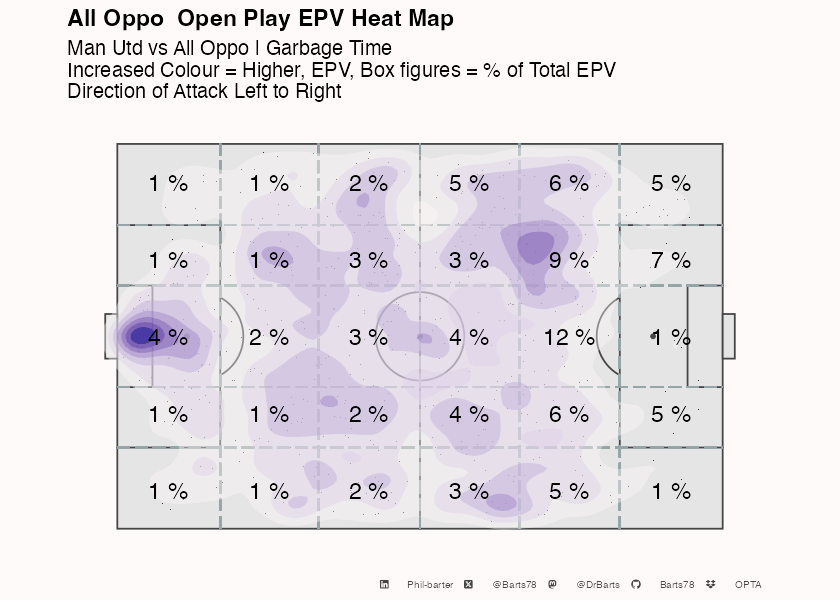 All Oppo  Open Play EPV Heat Map
Man Utd vs All Oppo | Garbage Time
Increased Colour = Higher, EPV, Box figures = % of Total EPV
Direction of Attack Left to Right
1 % 1 % 2 % 5 % 6 % 5 %
1 % 1 % 3 % 3 % 9 % 7 %
4 % 2 % 3 % 4 % 12 % 1 %
1 % 1 % 2 % 4 % 6 % 5 %
1 % 1 % 2 % 3 % 5 % 1 %
Phil-barter @Barts78 @DrBarts Barts78 OPTA